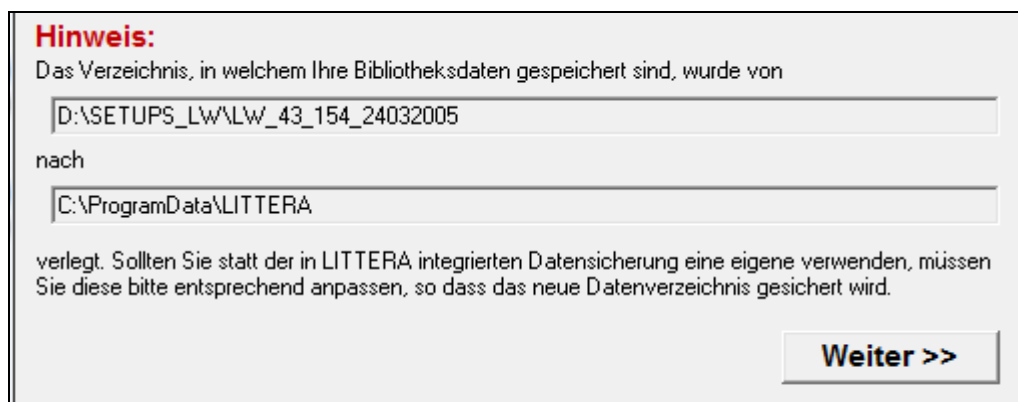 Hinweis:
Das Verzeichnis, in welchem Ihre Bibliotheksdaten gespeichert sind, wurde von
D:\SETUPS_LW\LW_43_154_24032005
nach
C:\ProgramData\LITTERA
verlegt. Sollten Sie statt der in LITTERA integrierten Datensicherung eine eigene verwenden, müssen
Sie diese bitte entsprechend anpassen, so dass das neue Datenverzeichnis gesichert wird.
Weiter >>